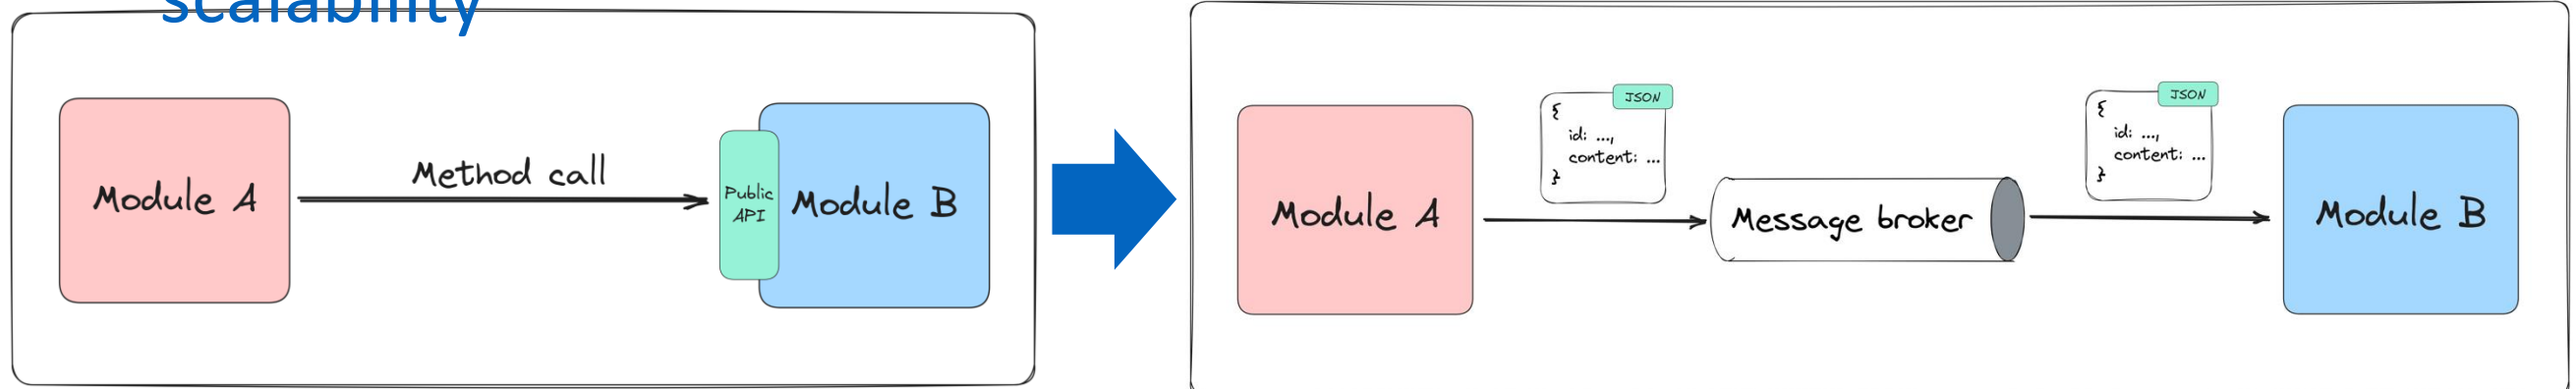 scalability
Module A
Method call
Public
API
Module B
Module A
JSON
{
id: ...,
content: ...
}
Message broker
JSON
{
id: ...,
content: ...
}
Module B